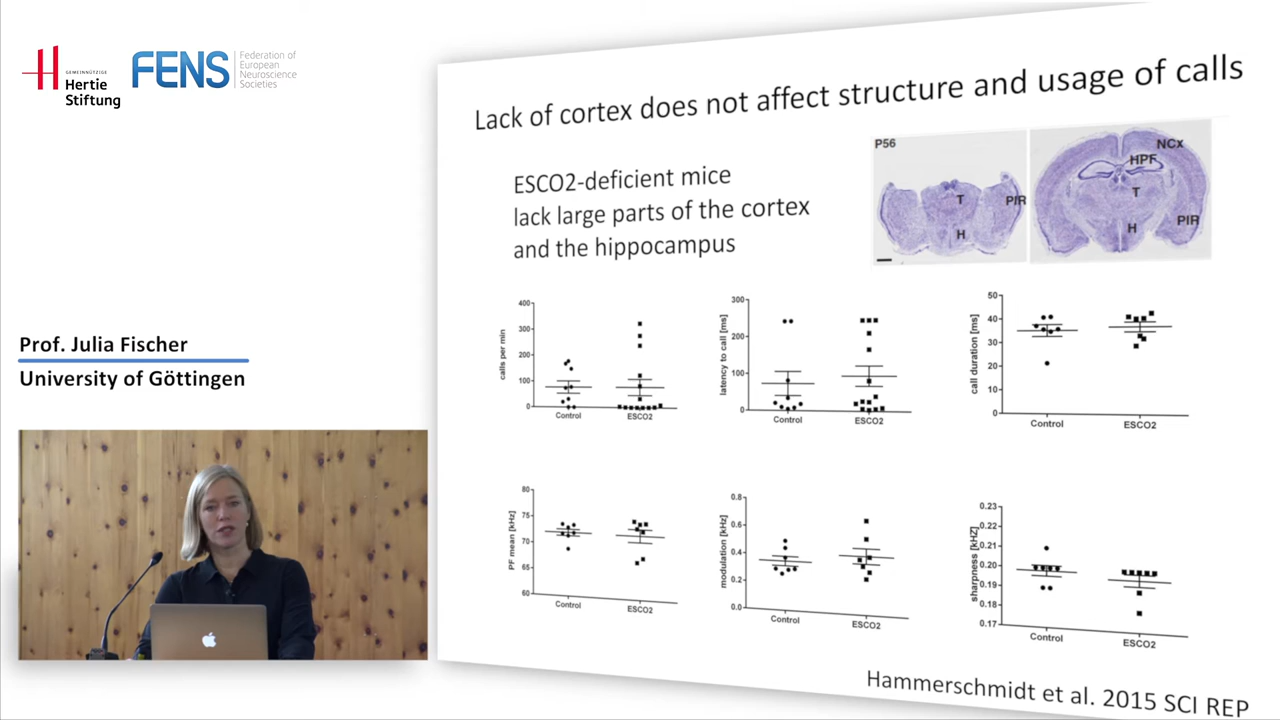 GEMEINNÜTZIGE
Hertie
Stiftung
FENS
Federation of
European
Neuroscience
Societies
Prof. Julia Fischer
University of Göttingen
Lack of cortex does not affect structure and usage of calls
ESCO2-deficient mice
lack large parts of the cortex
and the hippocampus
P56
T
PIR
H
NCx
HPF
T
PIR
H
calls per min
400
300
200
100
0
Control
ESCO2
latency to call [ms]
300
200
100
0
Control
ESCO2
call duration [ms]
50
40
30
20
10
0
Control
ESCO2
PF mean [kHz]
80
75
70
65
60
Control
ESCO2
modulation [kHz]
0.8
0.6
0.4
0.2
0.0
Control
ESCO2
sharpness [kHZ]
0.23
0.22
0.21
0.20
0.19
0.18
0.17
Control
ESCO2
Hammerschmidt et al. 2015 SCI REP